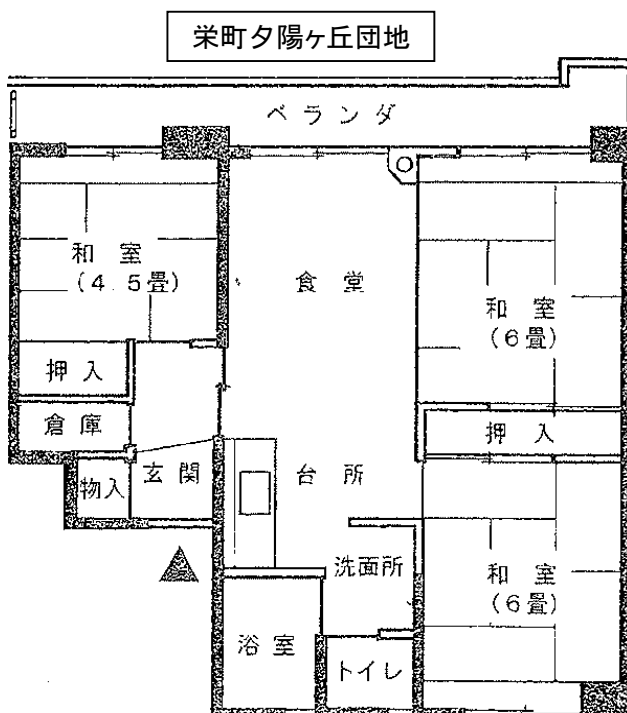 栄町夕陽ヶ丘団地
ベランダ
和室
(4.5畳)
食堂
和室
(6畳)
押入
倉庫
押入
物入
玄関
台所
洗面所
和室
(6畳)
浴室
トイレ